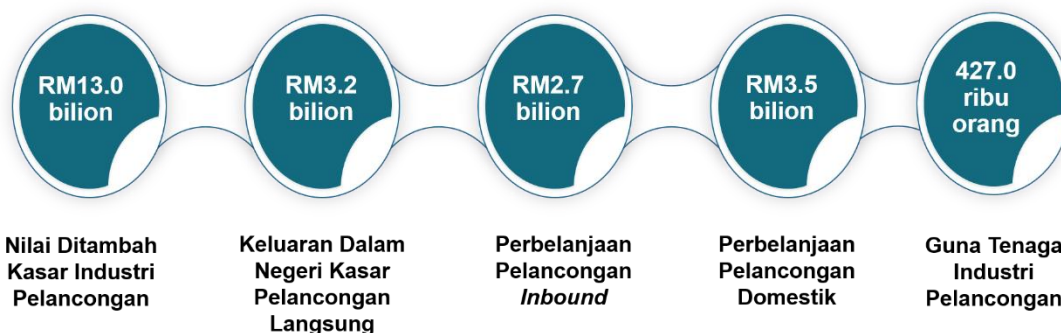 RM13.0
bilion
RM3.2
bilion
RM2.7
bilion
RM3.5
bilion
427.0
ribu
orang
Nilai Ditambah
Kasar Industri
Pelancongan
Keluaran Dalam
Negeri Kasar
Pelancongan
Langsung
Perbelanjaan
Pelancongan
Inbound
Perbelanjaan
Pelancongan
Domestik
Guna Tenaga
Industri
Pelancongan